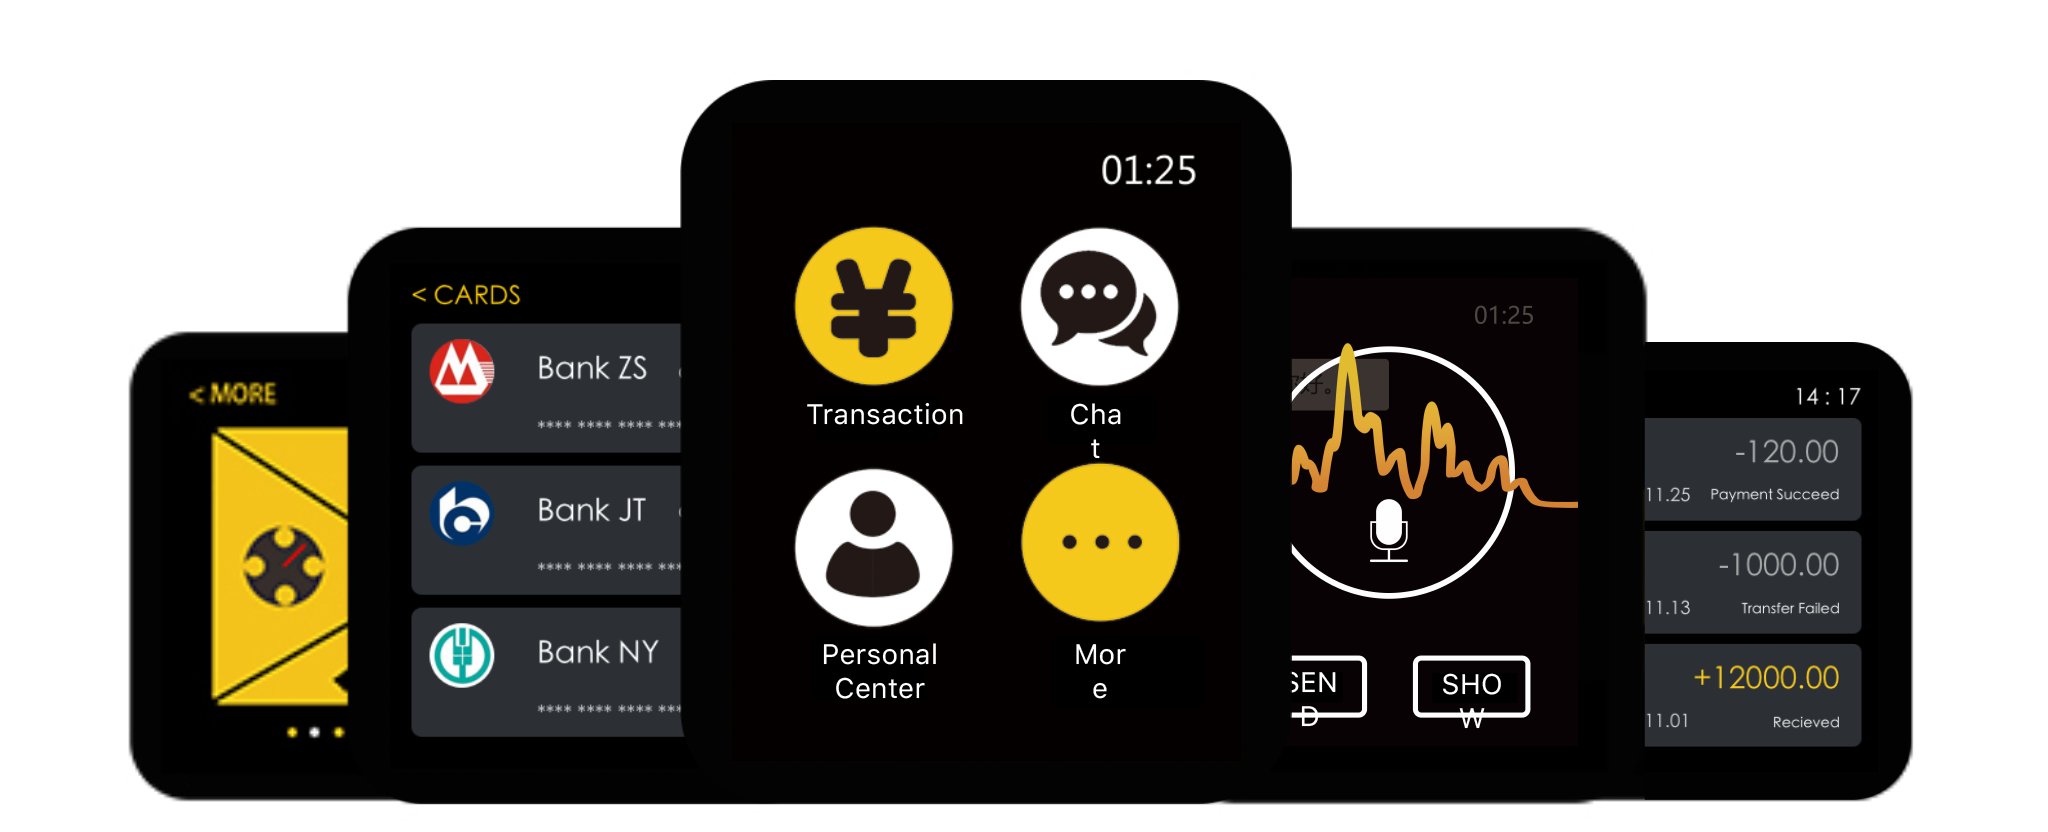 < MORE
< CARDS
Bank ZS
**** **** **** ***
Bank JT
**** **** **** ***
Bank NY
**** **** **** ***
01:25
Transaction
Cha
t
Personal
Center
Mor
e
01:25
好。
SEN
D
SHO
W
14 : 17
-120.00
11.25 Payment Succeed
-1000.00
11.13 Transfer Failed
+12000.00
11.01 Recieved